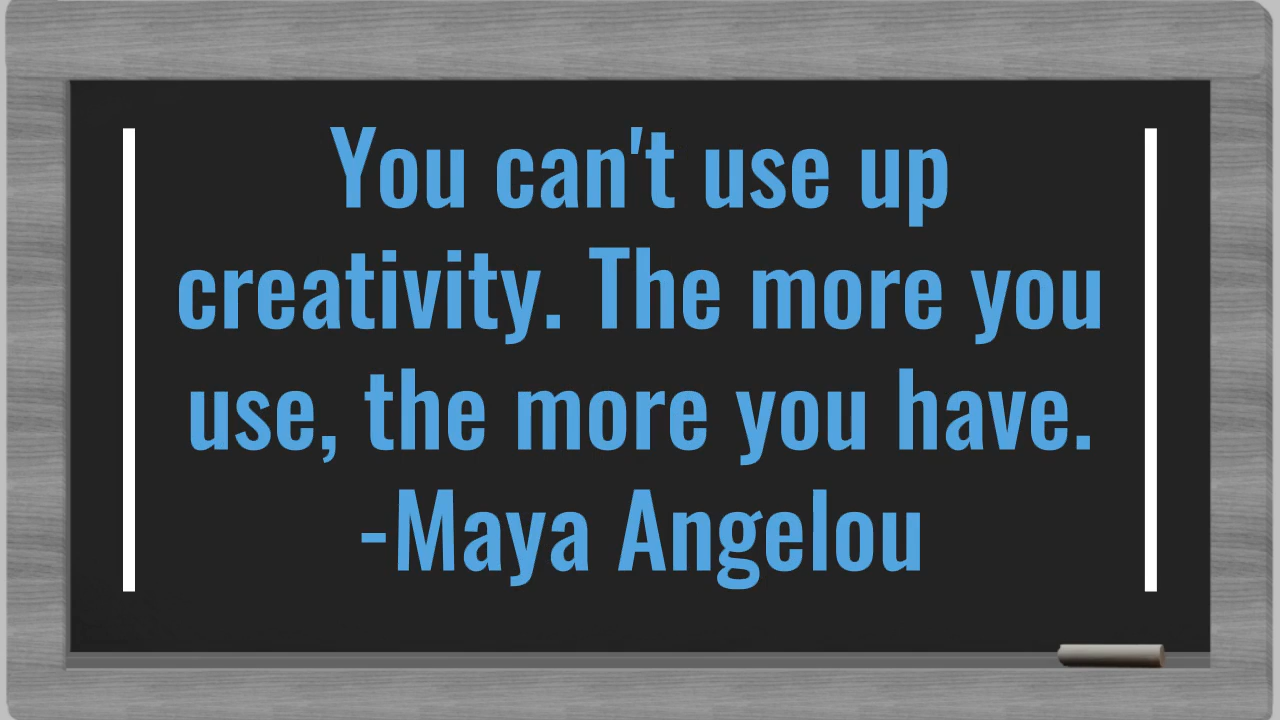 You can't use up
creativity. The more you
use, the more you have.
-Maya Angelou